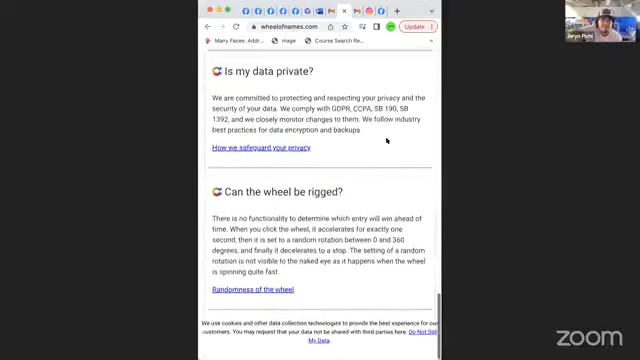 wheelofnames.com
Update
Many Faces: Addr...
mage
Course Search Re...
Is my data private?
We are committed to protecting and respecting your privacy and the
security of your data. We comply with GDPR, CCPA, SB 190, SB
1392, and we closely monitor changes to them. We follow industry
best practices for data encryption and backups
How we safeguard your privacy
Can the wheel be rigged?
There is no functionality to determine which entry will win ahead of
time. When you click the wheel, it accelerates for exactly one
second, then it is set to a random rotation between 0 and 360
degrees, and finally it decelerates to a stop. The setting of a random
rotation is not visible to the naked eye as it happens when the wheel
is spinning quite fast.
Randomness of the wheel
We use cookies and other data collection technologies to provide the best experience for our
customers. You may request that your data not be shared with third parties here: Do Not Sell
My Data.
zoom